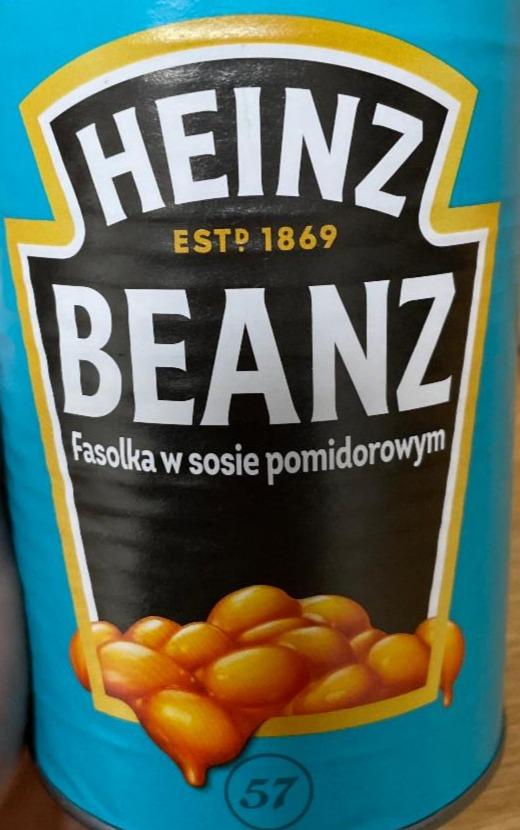 HEINZ
ESTD 1869
BEANZ
Fasolka w sosie pomidorowym
57